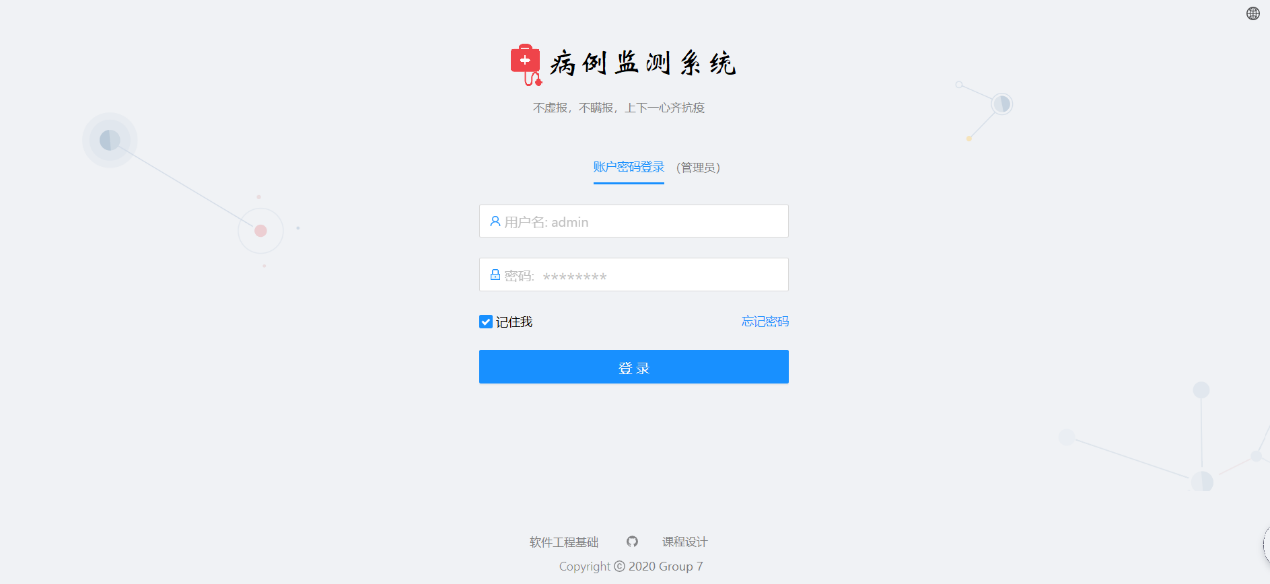 病例监测系统
不虚报，不瞒报，上下一心齐抗疫
账户密码登录 (管理员)
用户名: admin
密码: ********
记住我 忘记密码
登 录
软件工程基础 课程设计
Copyright © 2020 Group 7